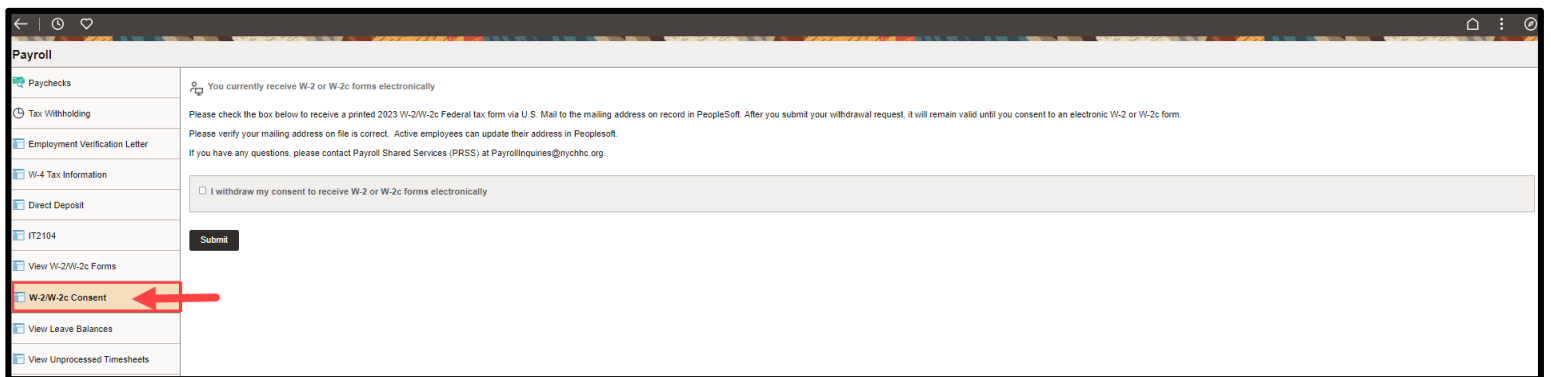 Payroll
Paychecks
Tax Withholding
Employment Verification Letter
W-4 Tax Information
Direct Deposit
IT2104
View W-2/W-2c Forms
W-2/W-2c Consent
View Leave Balances
View Unprocessed Timesheets
You currently receive W-2 or W-2c forms electronically
Please check the box below to receive a printed 2023 W-2/W-2c Federal tax form via U.S. Mail to the mailing address on record in PeopleSoft. After you submit your withdrawal request, it will remain valid until you consent to an electronic W-2 or W-2c form.
Please verify your mailing address on file is correct. Active employees can update their address in Peoplesoft.
If you have any questions, please contact Payroll Shared Services (PRSS) at PayrollInquiries@nychhc.org.
I withdraw my consent to receive W-2 or W-2c forms electronically
Submit